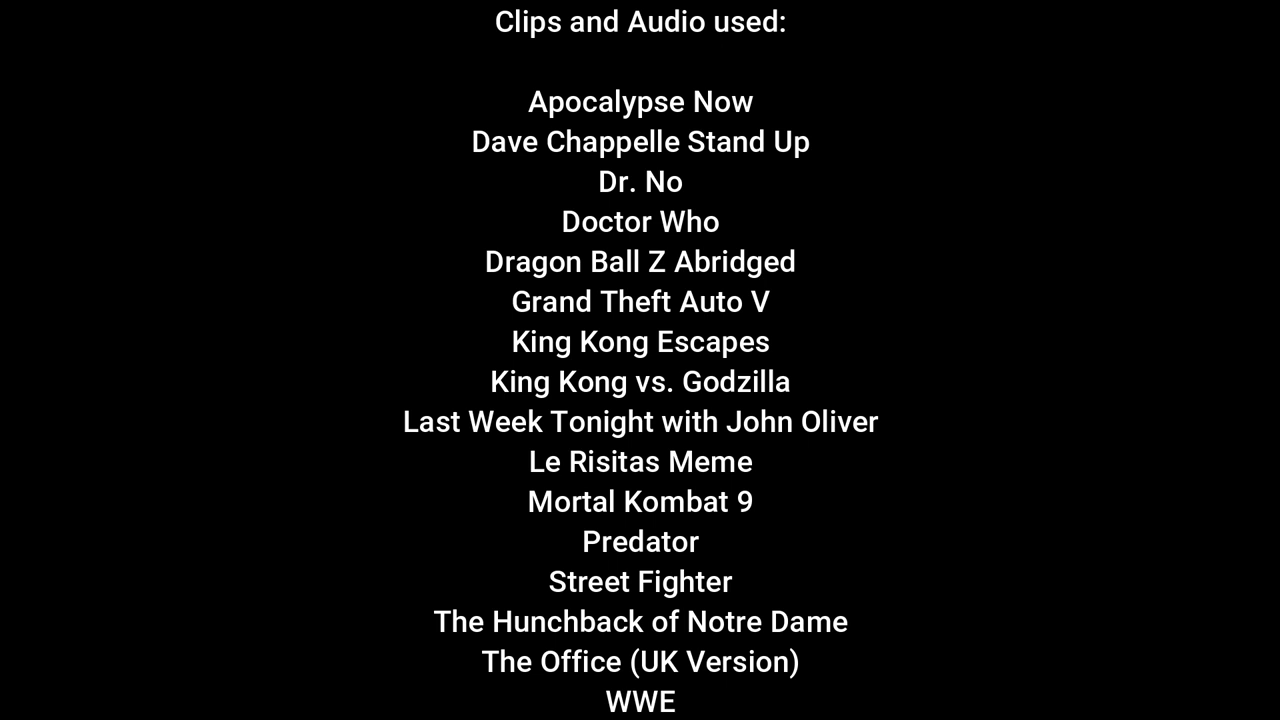 Clips and Audio used:
Apocalypse Now
Dave Chappelle Stand Up
Dr. No
Doctor Who
Dragon Ball Z Abridged
Grand Theft Auto V
King Kong Escapes
King Kong vs. Godzilla
Last Week Tonight with John Oliver
Le Risitas Meme
Mortal Kombat 9
Predator
Street Fighter
The Hunchback of Notre Dame
The Office (UK Version)
WWE